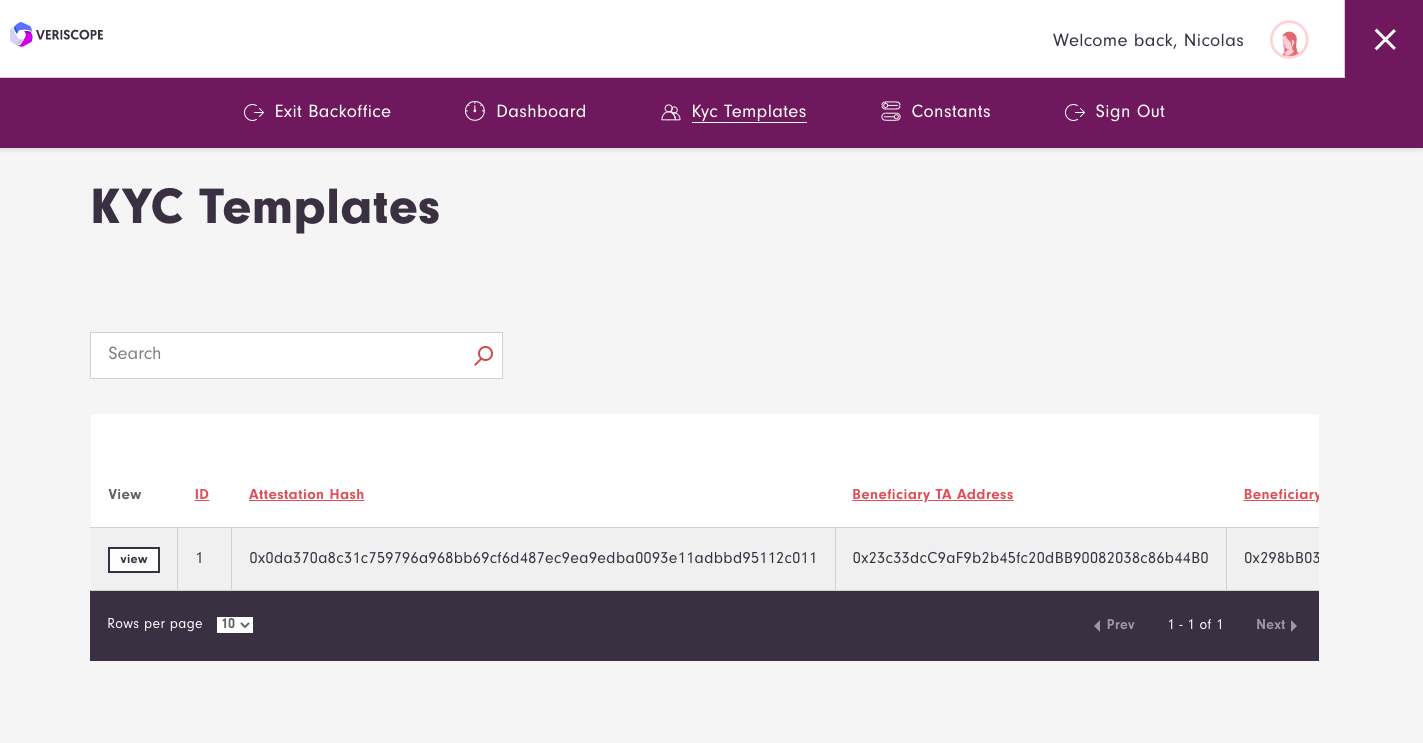 VERISCOPE
Welcome back, Nicolas
Exit Backoffice Dashboard Kyc Templates Constants Sign Out
KYC Templates
Search
View ID Attestation Hash Beneficiary TA Address Beneficiary
view 1 0x0da370a8c31c759796a968bb69cf6d487ec9ea9edba0093e11adbbd95112c011 0x23c33dcC9aF9b2b45fc20dBB90082038c86b44B0 0x298bB03
Rows per page 10 Prev 1 - 1 of 1 Next